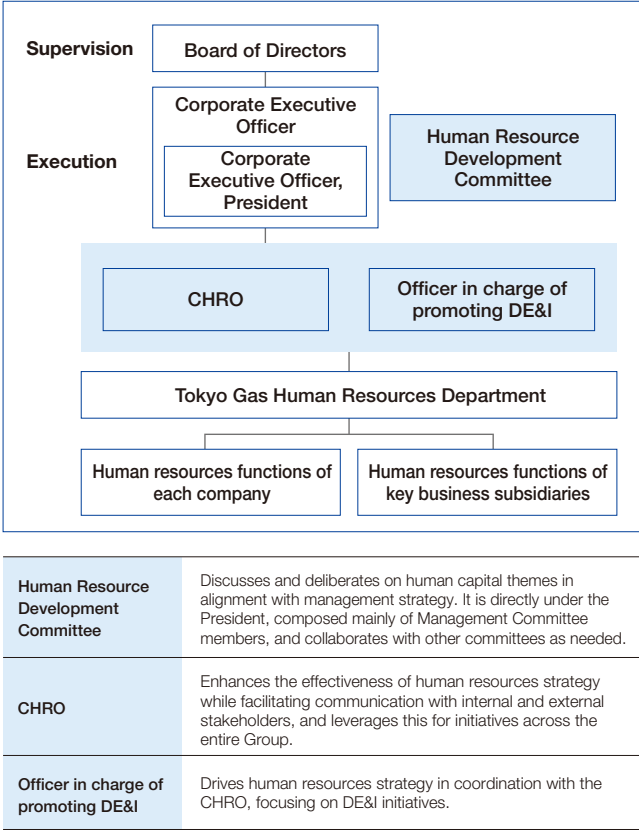 Supervision
Board of Directors
Corporate Executive
Officer
Execution
Corporate
Executive Officer,
President
Human Resource
Development
Committee
CHRO
Officer in charge of
promoting DE&I
Tokyo Gas Human Resources Department
Human resources functions of
each company
Human resources functions of
key business subsidiaries
Human Resource
Development
Committee
Discusses and deliberates on human capital themes in
alignment with management strategy. It is directly under the
President, composed mainly of Management Committee
members, and collaborates with other committees as needed.
CHRO
Enhances the effectiveness of human resources strategy
while facilitating communication with internal and external
stakeholders, and leverages this for initiatives across the
entire Group.
Officer in charge of
promoting DE&I
Drives human resources strategy in coordination with the
CHRO, focusing on DE&I initiatives.